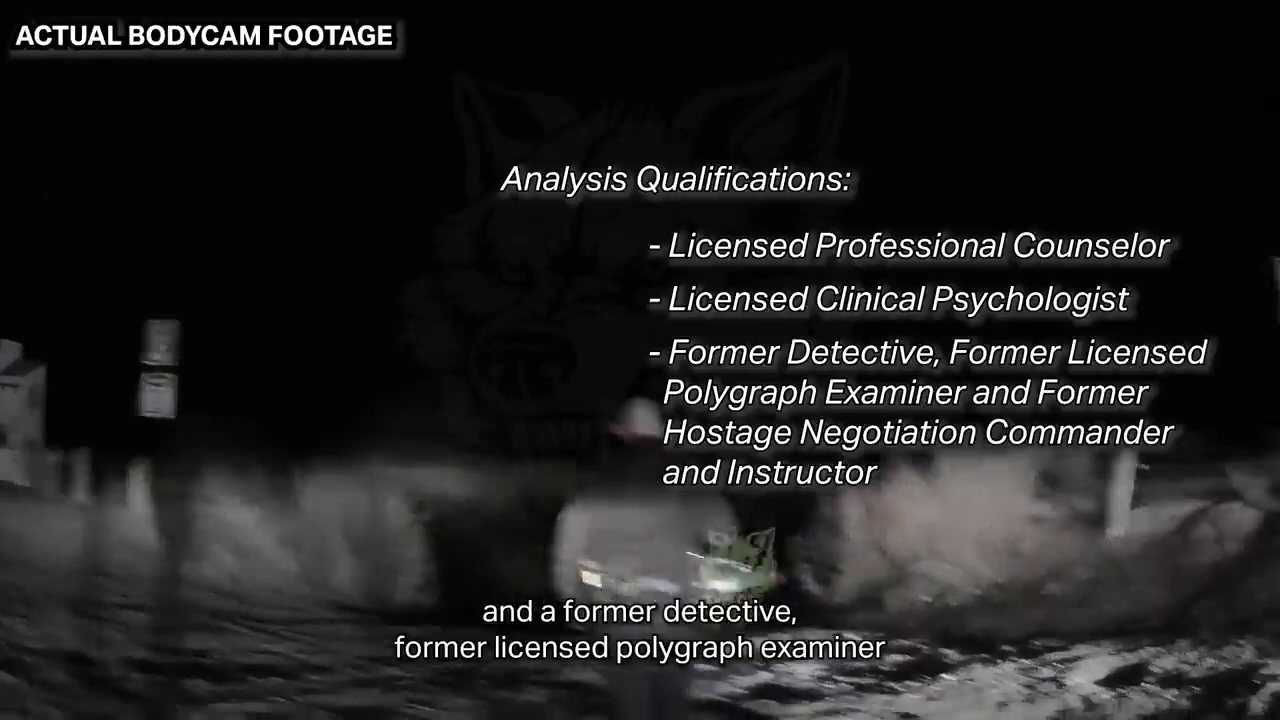 ACTUAL BODYCAM FOOTAGE
Analysis Qualifications:
- Licensed Professional Counselor
- Licensed Clinical Psychologist
- Former Detective, Former Licensed
Polygraph Examiner and Former
Hostage Negotiation Commander
and Instructor
and a former detective,
former licensed polygraph examiner